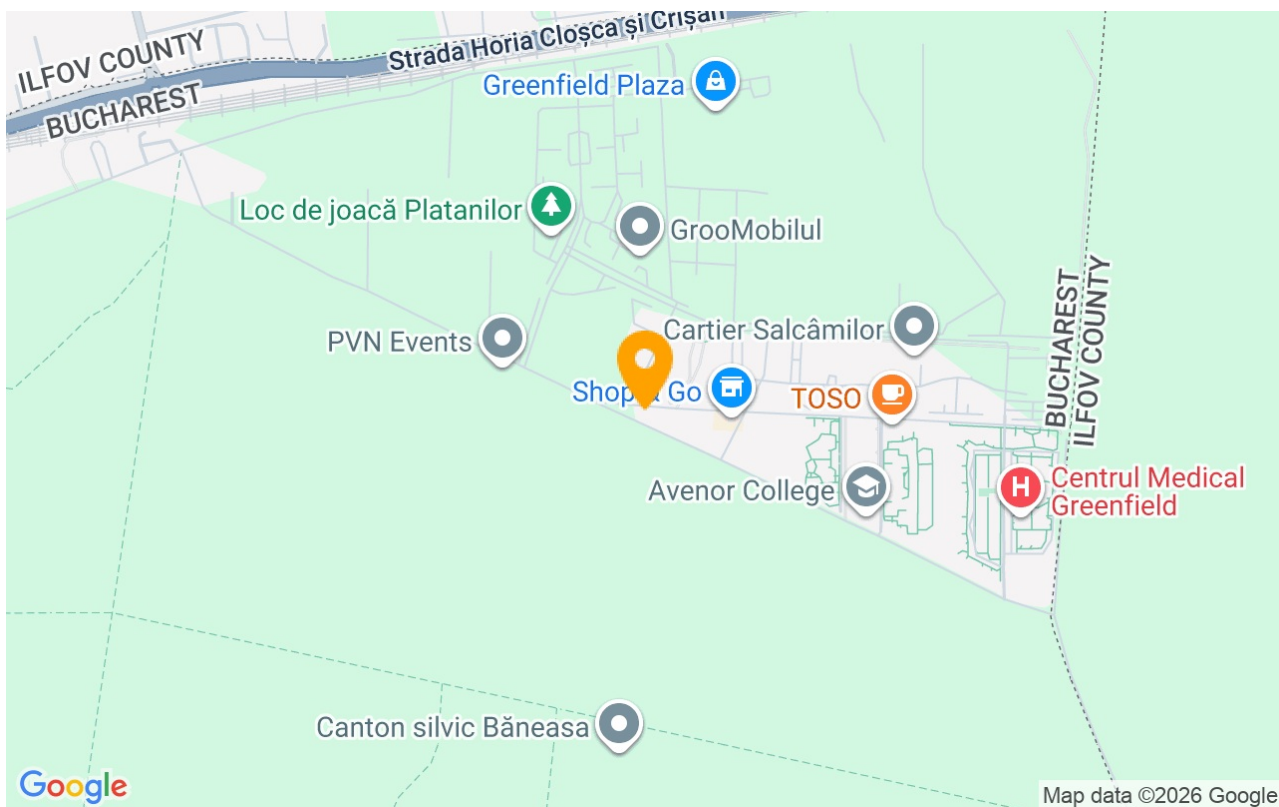 Strada Horia Cloșca și Crișan
ILFOV COUNTY
BUCHAREST
Greenfield Plaza
Loc de joacă Platanilor
GrooMobilul
BUCHAREST
ILFOV COUNTY
PVN Events
Cartier Salcâmilor
Shop & Go
TOSO
Avenor College
H
Centrul Medical
Greenfield
Canton silvic Băneasa
Google
Map data ©2026 Google